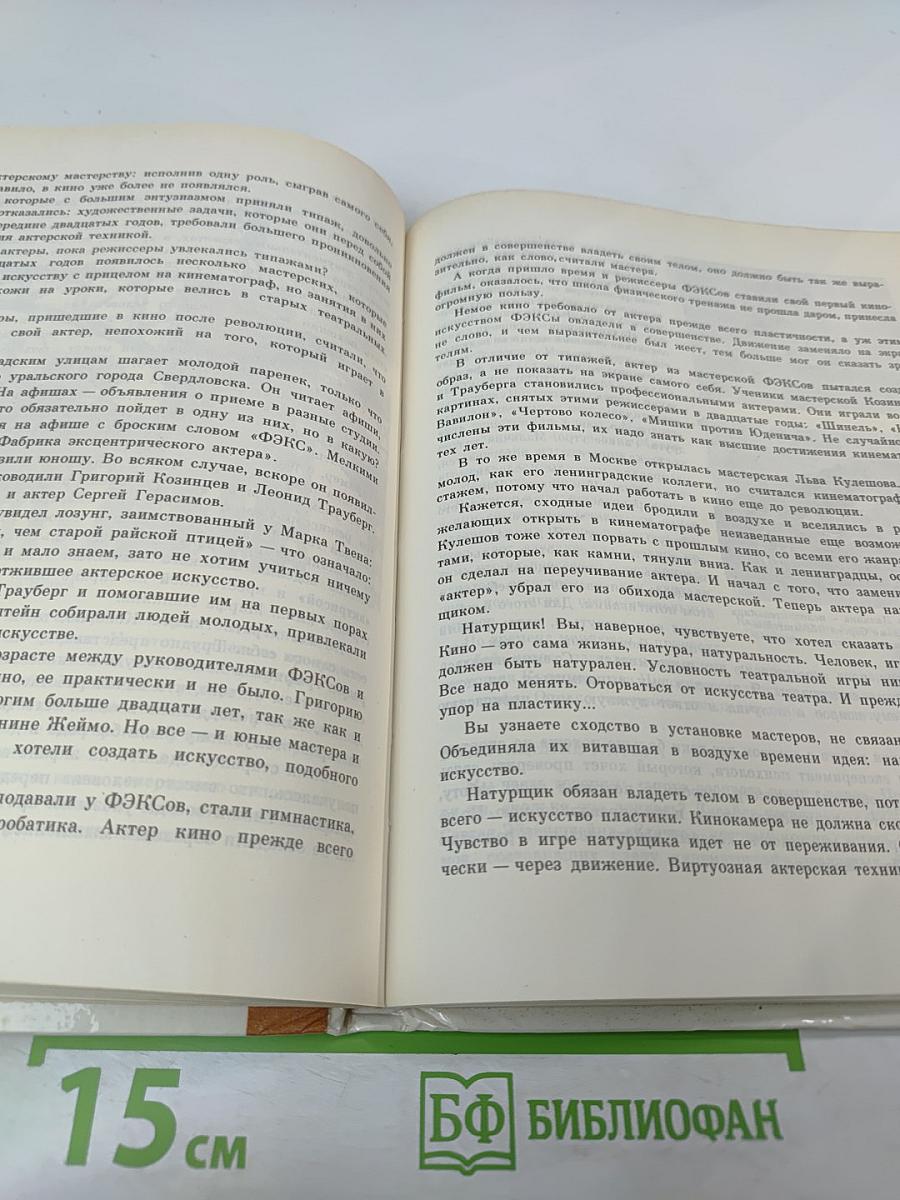 ктерскому мастерству: исполнив одну роль, сыграв самого себя,
авило, в кино уже более не появлялся.
которые с большим энтузиазмом приняли типаж, довольно
отказались: художественные задачи, которые они перед собой
ередине двадцатых годов, требовали большего проникновения
ия актерской техникой.
актеры, пока режиссеры увлекались типажами?
цатых годов появилось несколько мастерских, которые
искусству с прицелом на кинематограф, но занятия в них
хожи на уроки, которые велись в старых театральных
ры, пришедшие в кино после революции, считали, что
свой актер, непохожий на того, который играет в
адским улицам шагает молодой паренек, только что
уральского города Свердловска. Он читает афиши,
На афишах — объявления о приеме в разные студии.
то обязательно пойдет в одну из них, но в какую?
я на афише с броским словом «ФЭКС». Мелкими
Фабрика эксцентрического актера».
зили юношу. Во всяком случае, вскоре он появил-
ководили Григорий Козинцев и Леонид Трауберг.
и актер Сергей Герасимов.
увидел лозунг, заимствованный у Марка Твена:
, чем старой райской птицей» — что означало:
и мало знаем, зато не хотим учиться ничему
отжившее актерское искусство.
Трауберг и помогавшие им на первых порах
штейн собирали людей молодых, привлекали
искусстве.
озрасте между руководителями ФЭКСов и
но, ее практически и не было. Григорию
огим больше двадцати лет, так же как и
нине Жеймо. Но все — и юные мастера и
хотели создать искусство, подобного
подавали у ФЭКСов, стали гимнастика,
робатика. Актер кино прежде всего
должен в совершенстве владеть своим телом, оно должно быть так же выра-
зительно, как слово, считали мастера.
А когда пришло время и режиссеры ФЭКСов ставили свой первый кино-
фильм, оказалось, что школа физического тренажа не прошла даром, принесла
огромную пользу.
Немое кино требовало от актера прежде всего пластичности, а уж этим
искусством ФЭКСы овладели в совершенстве. Движение заменяло на экра
не слово, и чем выразительнее был жест, тем больше мог он сказать зр
телям.
В отличие от типажей, актер из мастерской ФЭКСов пытался созд
образ, а не показать на экране самого себя. Ученики мастерской Козин
и Трауберга становились профессиональными актерами. Они играли во
картинах, снятых этими режиссерами в двадцатые годы: «Шинель», «Н
Вавилон», «Чертово колесо», «Мишки против Юденича». Не случайно
числены эти фильмы, их надо знать как высшие достижения кинемат
тех лет.
В то же время в Москве открылась мастерская Льва Кулешова.
молод, как его ленинградские коллеги, но считался кинематограф
стажем, потому что начал работать в кино еще до революции.
Кажется, сходные идеи бродили в воздухе и вселялись в р
желающих открыть в кинематографе неизведанные еще возмож
Кулешов тоже хотел порвать с прошлым кино, со всеми его жанра
тами, которые, как камни, тянули вниз. Как и ленинградцы, ос
он сделал на перечивание актера. И начал с того, что замени
«актер», убрал его из обихода мастерской. Теперь актера на
щиком.
Натурщик! Вы, наверное, чувствуете, что хотел сказать
Кино — это сама жизнь, натура, натуральность. Человек, иг
должен быть натурален. Условность театральной игры ни
Все надо менять. Оторваться от искусства театра. И прежд
упор на пластику...
Вы узнаете сходство в установке мастеров, не связан
Объединяла их витавшая в воздухе времени идея: на
искусство.
Натурщик обязан владеть телом в совершенстве, пот
всего — искусство пластики. Кинокамера не должна ско
Чувство в игре натурщика идет не от переживания.
чески — через движение. Виртуозная актерская техни
15 см
БФ БИБЛИОФАН